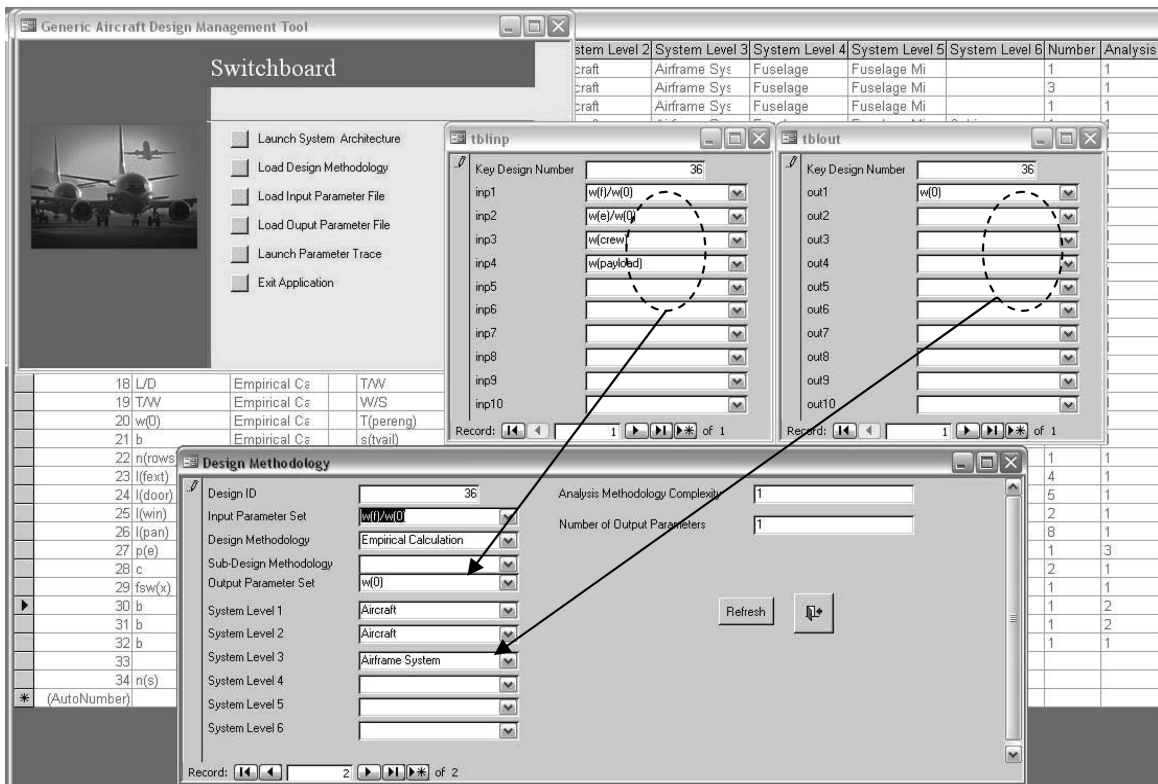 Generic Aircraft Design Management Tool
Switchboard
Launch System Architecture
Load Design Methodology
Load Input Parameter File
Load Ouput Parameter File
Launch Parameter Trace
Exit Application
stem Level 2 System Level 3 System Level 4 System Level 5 System Level 6 Number Analysis
craft Airframe Sys Fuselage Fuselage Mi 1 1
craft Airframe Sys Fuselage Fuselage Mi 3 1
craft Airframe Sys Fuselage Fuselage Mi 1 1
tblinp
Key Design Number 36
inp1 w(f)/w(0)
inp2 w(e)/w(0)
inp3 w(crew)
inp4 w(payload)
inp5
inp6
inp7
inp8
inp9
inp10
Record: 1 of 1
tblout
Key Design Number 36
out1 w(0)
out2
out3
out4
out5
out6
out7
out8
out9
out10
Record: 1 of 1
18 L/D Empirical Ca T/W
19 T/W Empirical Ca W/S
20 w(0) Empirical Ca T(pereng)
21 b Empirical Ca s(tvail)
22 n(rows) 1 1
23 l(fext) 4 1
24 l(door) 5 1
25 l(win) 2 1
26 l(pan) 8 1
27 p(e) 1 3
28 c 2 1
29 fsw(x) 1 1
30 b 1 2
31 b 1 2
32 b 1 1
33
34 n(s)
(AutoNumber)
Design Methodology
Design ID 36
Input Parameter Set w(f)/w(0)
Design Methodology Empirical Calculation
Sub-Design Methodology
Output Parameter Set w(0)
System Level 1 Aircraft
System Level 2 Aircraft
System Level 3 Airframe System
System Level 4
System Level 5
System Level 6
Analysis Methodology Complexity 1
Number of Output Parameters 1
Refresh
Record: 2 of 2